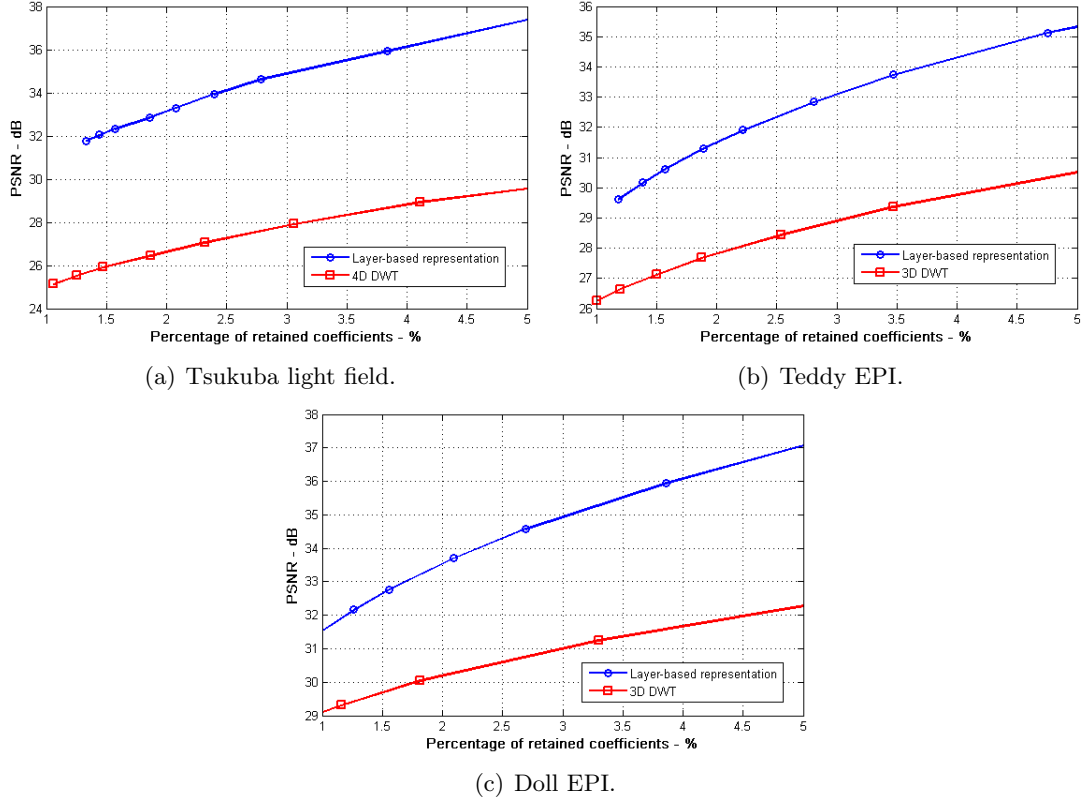 38
36
34
32
30
28
26
24
PSNR - dB
Layer-based representation
4D DWT
1 1.5 2 2.5 3 3.5 4 4.5 5
Percentage of retained coefficients - %
(a) Tsukuba light field.
36
35
34
33
32
31
30
29
28
27
26
PSNR - dB
Layer-based representation
3D DWT
1 1.5 2 2.5 3 3.5 4 4.5 5
Percentage of retained coefficients - %
(b) Teddy EPI.
38
37
36
35
34
33
32
31
30
29
PSNR - dB
Layer-based representation
3D DWT
1 1.5 2 2.5 3 3.5 4 4.5 5
Percentage of retained coefficients - %
(c) Doll EPI.